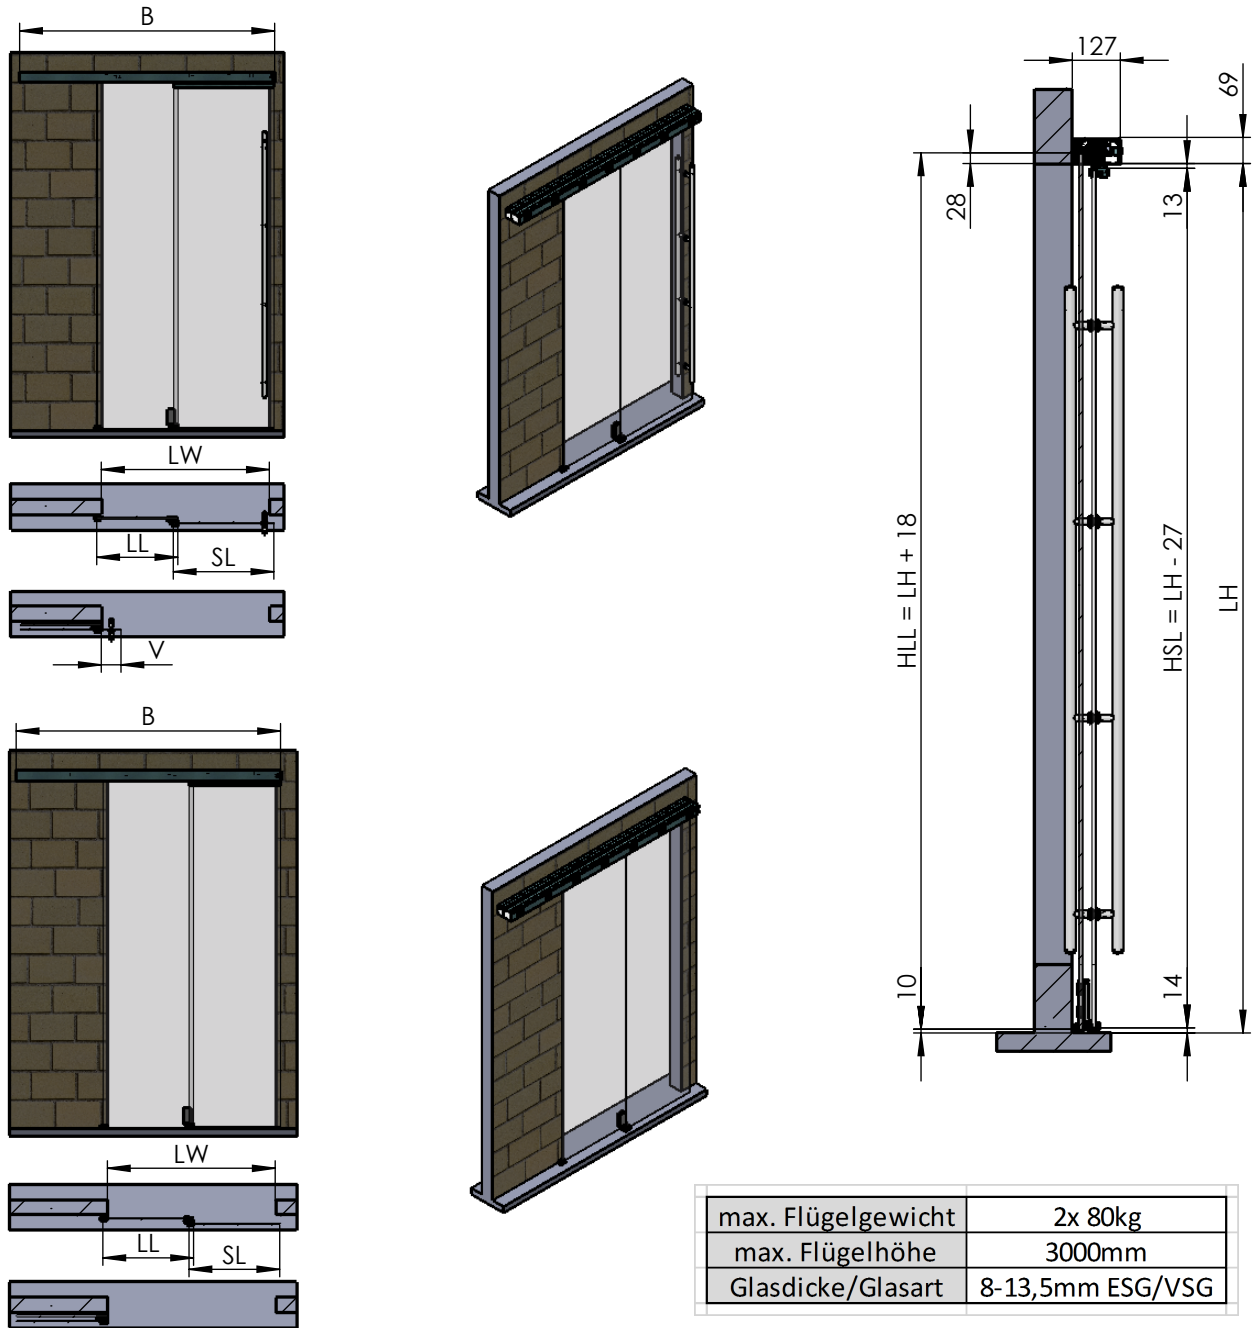 B
LW
LL
SL
V
B
LW
LL
SL
127
69
28
13
HLL = LH + 18
HSL = LH - 27
LH
10
14
max. Flügelgewicht 2x 80kg
max. Flügelhöhe 3000mm
Glasdicke/Glasart 8-13,5mm ESG/VSG